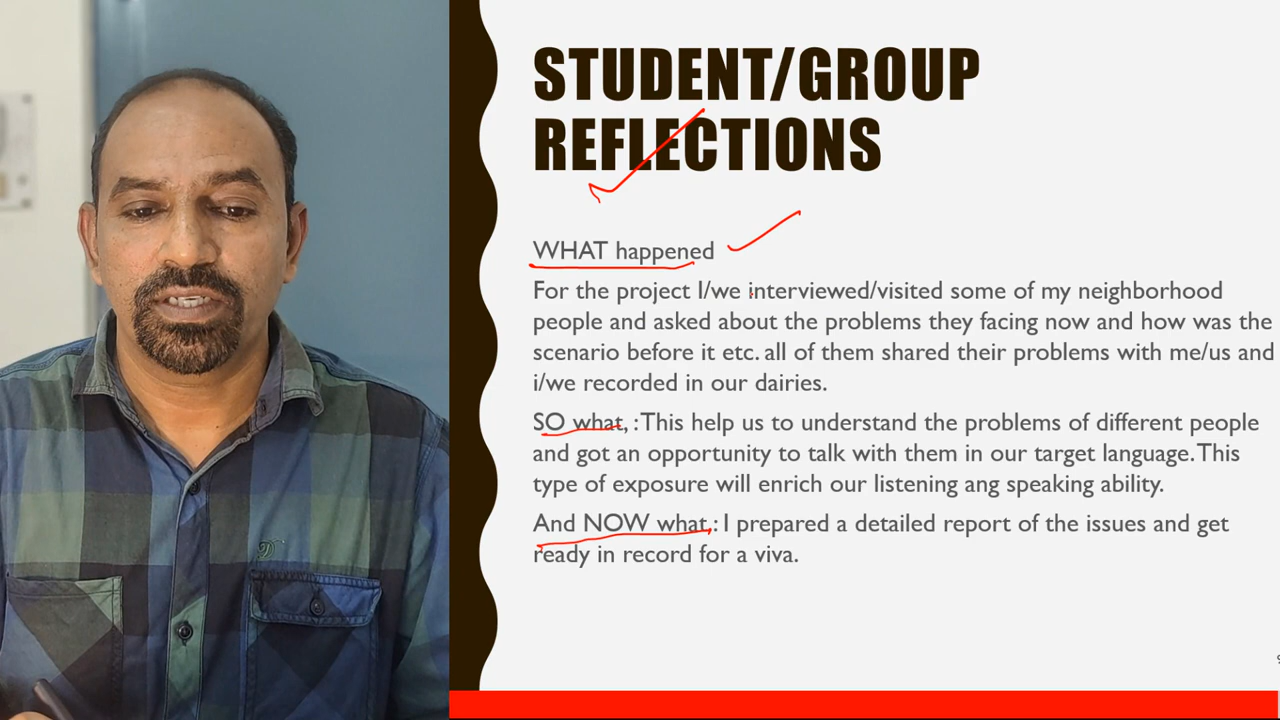 STUDENT/GROUP
REFLECTIONS
WHAT happened
For the project I/we interviewed/visited some of my neighborhood
people and asked about the problems they facing now and how was the
scenario before it etc. all of them shared their problems with me/us and
i/we recorded in our dairies.
SO what, : This help us to understand the problems of different people
and got an opportunity to talk with them in our target language. This
type of exposure will enrich our listening ang speaking ability.
And NOW what,: I prepared a detailed report of the issues and get
ready in record for a viva.